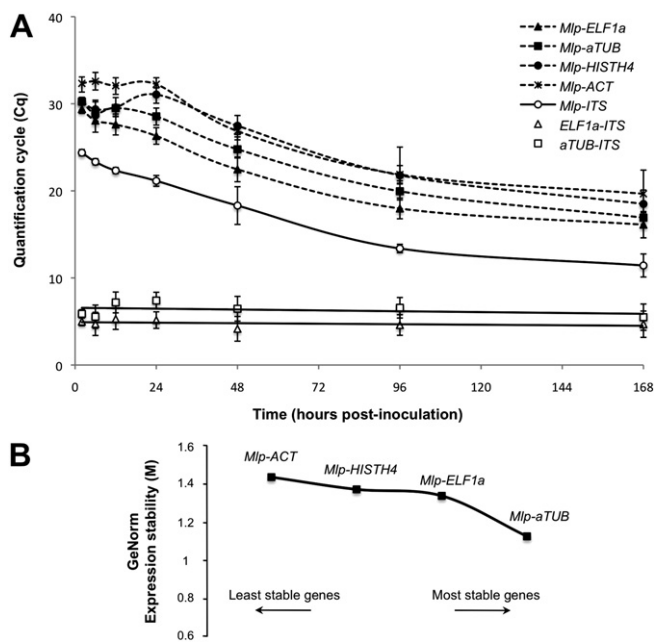 A
Quantification cycle (Cq)
40
30
20
10
0
0 24 48 72 96 120 144 168
Time (hours post-inoculation)
Mlp-ELF1a
Mlp-aTUB
Mlp-HISTH4
Mlp-ACT
Mlp-ITS
ELF1a-ITS
aTUB-ITS
B
GeNorm
Expression stability (M)
1.6
1.4
1.2
1
0.8
0.6
Mlp-ACT
Mlp-HISTH4
Mlp-ELF1a
Mlp-aTUB
Least stable genes
Most stable genes